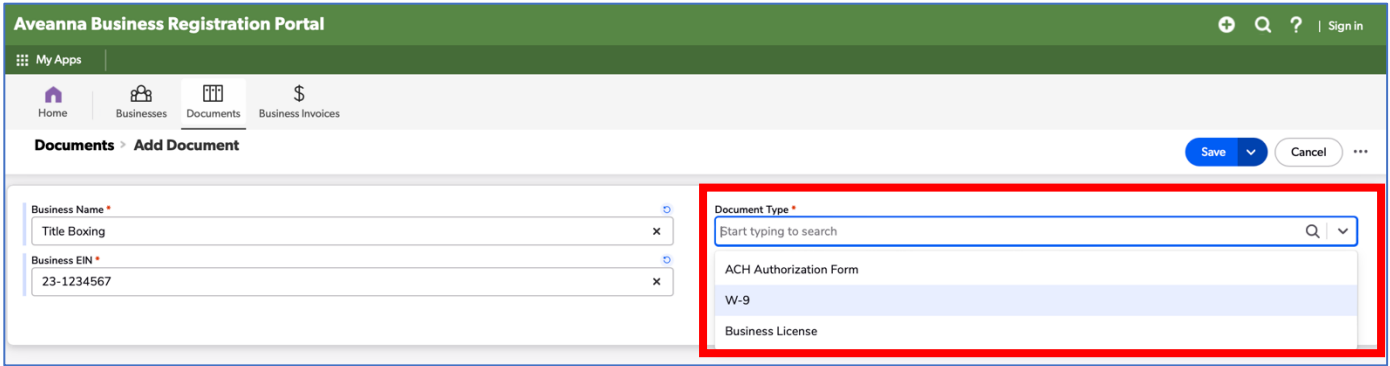 Aveanna Business Registration Portal
? | Sign in
My Apps
Home
Businesses
Documents
$
Business Invoices
Documents > Add Document
Save
Cancel
...
Business Name *
Title Boxing
Business EIN *
23-1234567
Document Type *
Start typing to search
ACH Authorization Form
W-9
Business License